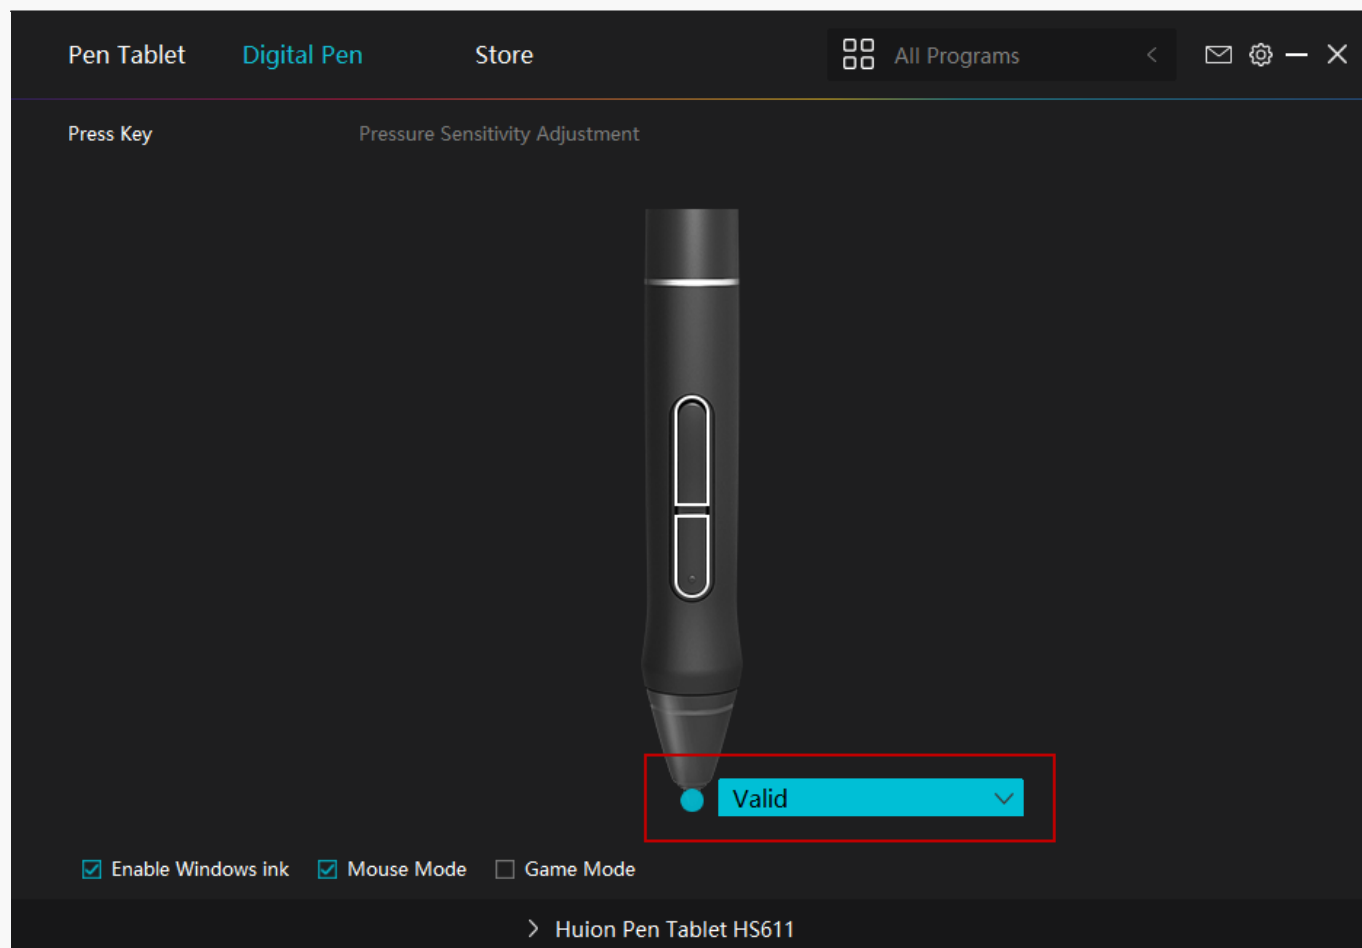 Pen Tablet Digital Pen Store All Programs
Press Key Pressure Sensitivity Adjustment
Valid
Enable Windows ink Mouse Mode Game Mode
Huion Pen Tablet HS611